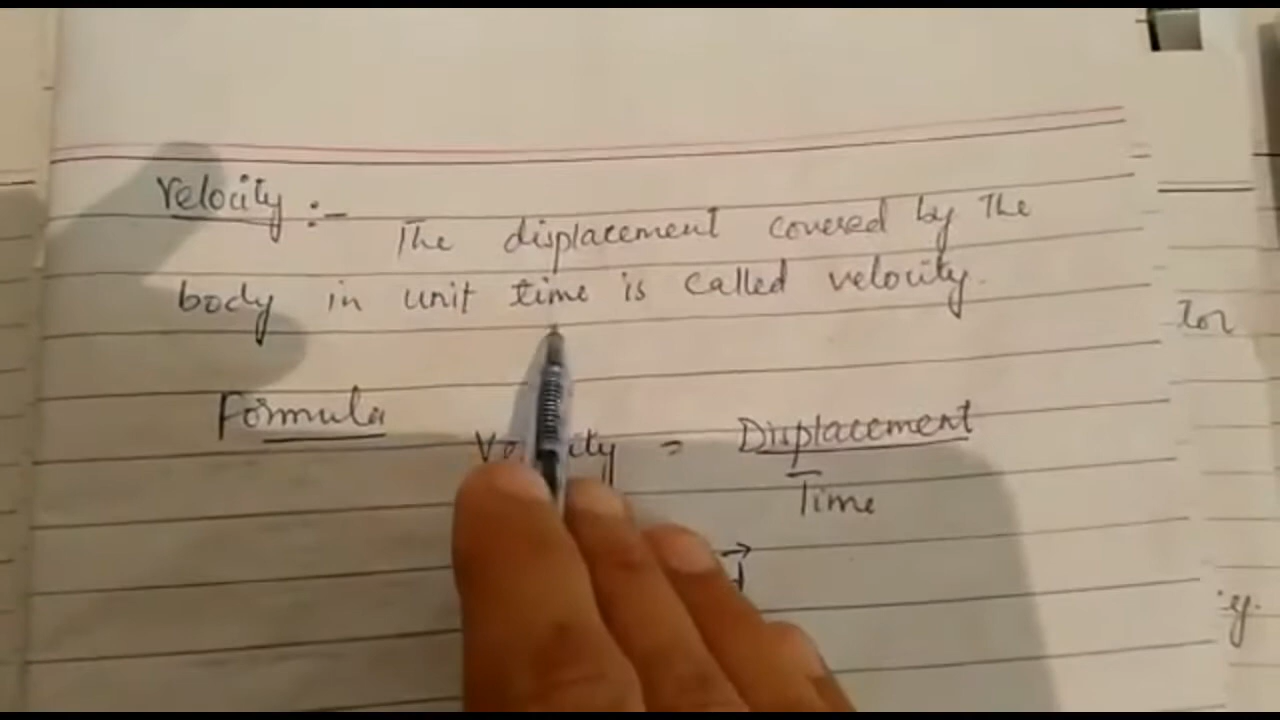 Velocity :-
The displacement covered by the
body in unit time is called velocity.
Formula
= Displacement
Time
d